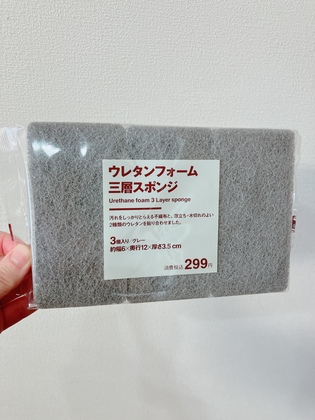 ウレタンフォーム
三層スポンジ
Urethane foam 3 Layer sponge
汚れをしっかりとらえる不織布と、泡立ち・水切れのよい
2種類のウレタンを貼り合わせました。
3個入り/グレー
約幅6×奥行12×厚さ3.5cm
消費税込299円